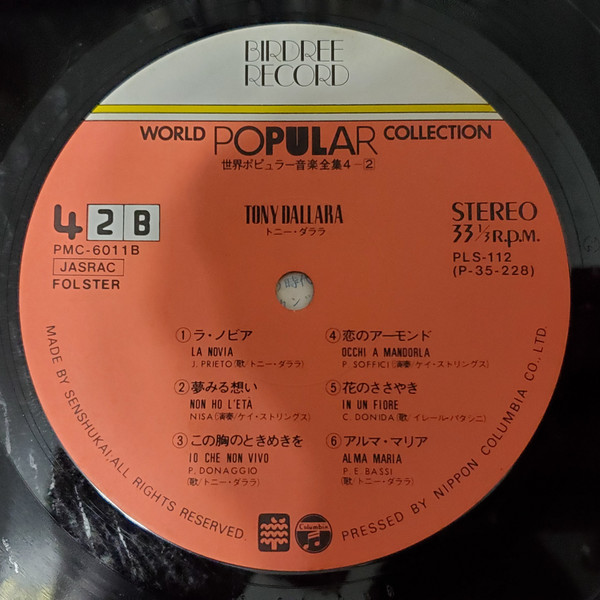 BIRDREE
RECORD
WORLD POPULAR COLLECTION
世界ポピュラー音楽全集4-②
42B
PMC-6011B
JASRAC
FOLSTER
TONY DALLARA
トニー・ダララ
STEREO
33 1/3 R.p.M.
PLS-112
(P-35-228)
①ラ・ノビア
LA NOVIA
J. PRIETO(歌/トニー・ダララ)
②夢みる想い
NON HO L'ETÀ
NISA(演奏/ケイ・ストリングス)
③この胸のときめきを
IO CHE NON VIVO
P. DONAGGIO
(歌/トニー・ダララ)
④恋のアーモンド
OCCHI A MANDORLA
P. SOFFICI(演奏/ケイ・ストリングス)
⑤花のささやき
IN UN FIORE
C. DONIDA(歌/イレール・パタシニ)
⑥アルマ・マリア
ALMA MARIA
P. E. BASSI
(歌/トニー・ダララ)
MADE BY SENSHUKAI, ALL RIGHTS RESERVED.
PRESSED BY NIPPON COLUMBIA CO., LTD.
Columbia